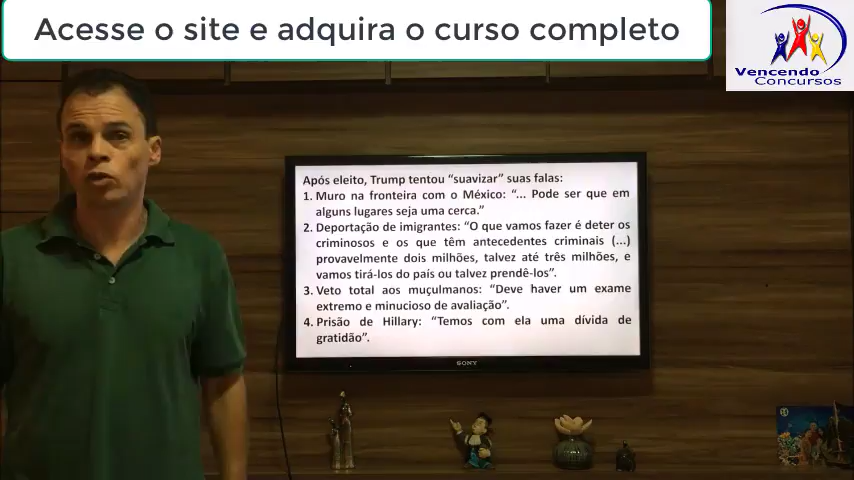 Acesse o site e adquira o curso completo
Vencendo
Concursos
Após eleito, Trump tentou “suavizar” suas falas:
1. Muro na fronteira com o México: “... Pode ser que em
alguns lugares seja uma cerca.”
2. Deportação de imigrantes: “O que vamos fazer é deter os
criminosos e os que têm antecedentes criminais (...)
provavelmente dois milhões, talvez até três milhões, e
vamos tirá-los do país ou talvez prendê-los”.
3. Veto total aos muçulmanos: “Deve haver um exame
extremo e minucioso de avaliação”.
4. Prisão de Hillary: “Temos com ela uma dívida de
gratidão”.
SONY